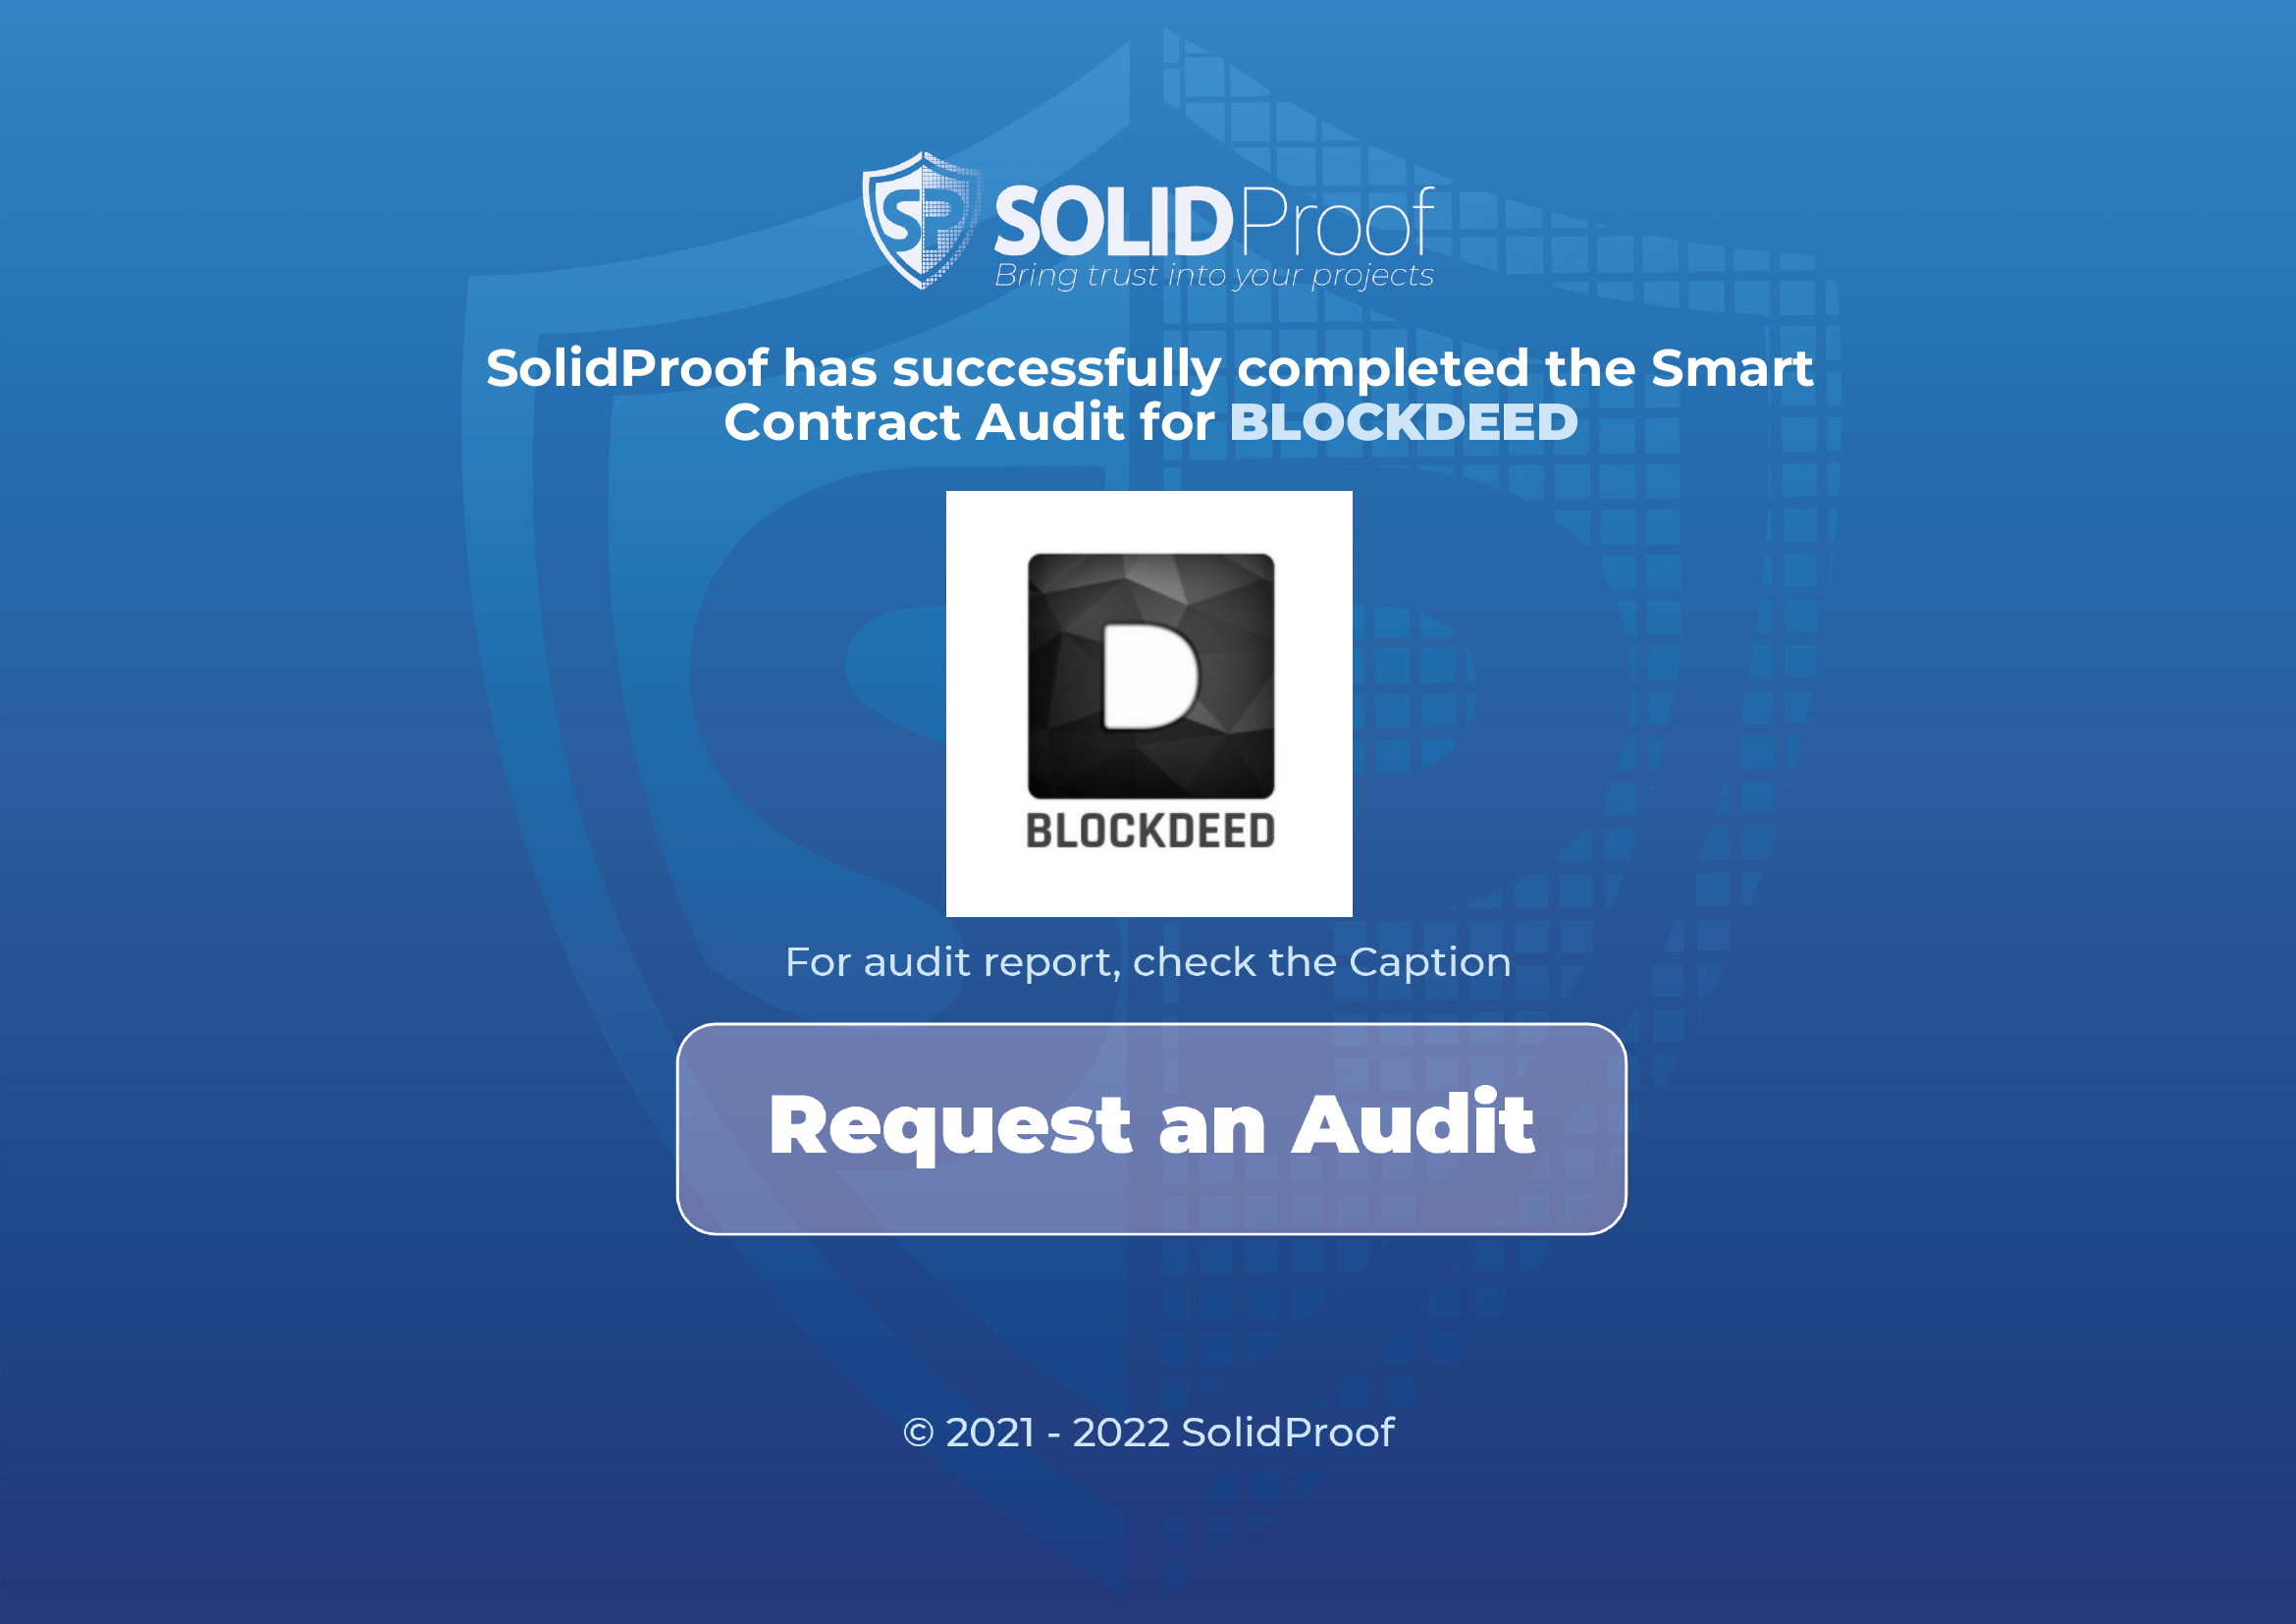 SP SOLIDProof
Bring trust into your projects
SolidProof has successfully completed the Smart
Contract Audit for BLOCKDEED
D
BLOCKDEED
For audit report, check the Caption
Request an Audit
© 2021 - 2022 SolidProof